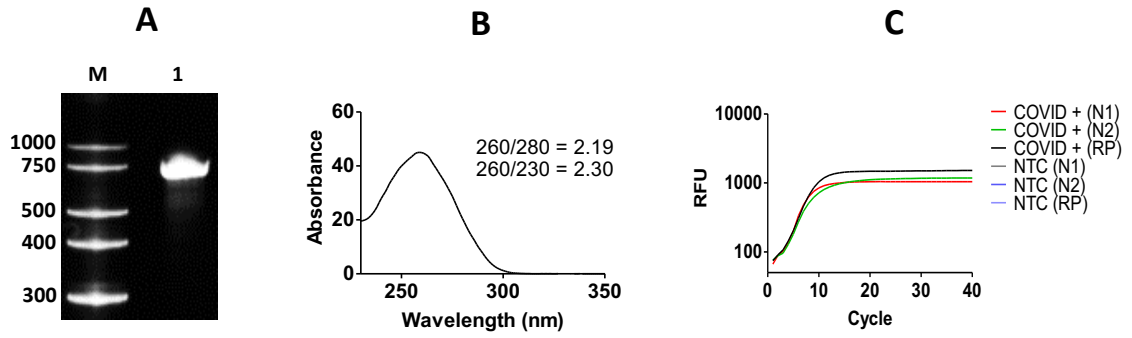 A
M 1
1000
750
500
400
300
B
60
40
20
0
Absorbance
260/280 = 2.19
260/230 = 2.30
250 300 350
Wavelength (nm)
C
10000
1000
100
RFU
0 10 20 30 40
Cycle
COVID + (N1)
COVID + (N2)
COVID + (RP)
NTC (N1)
NTC (N2)
NTC (RP)